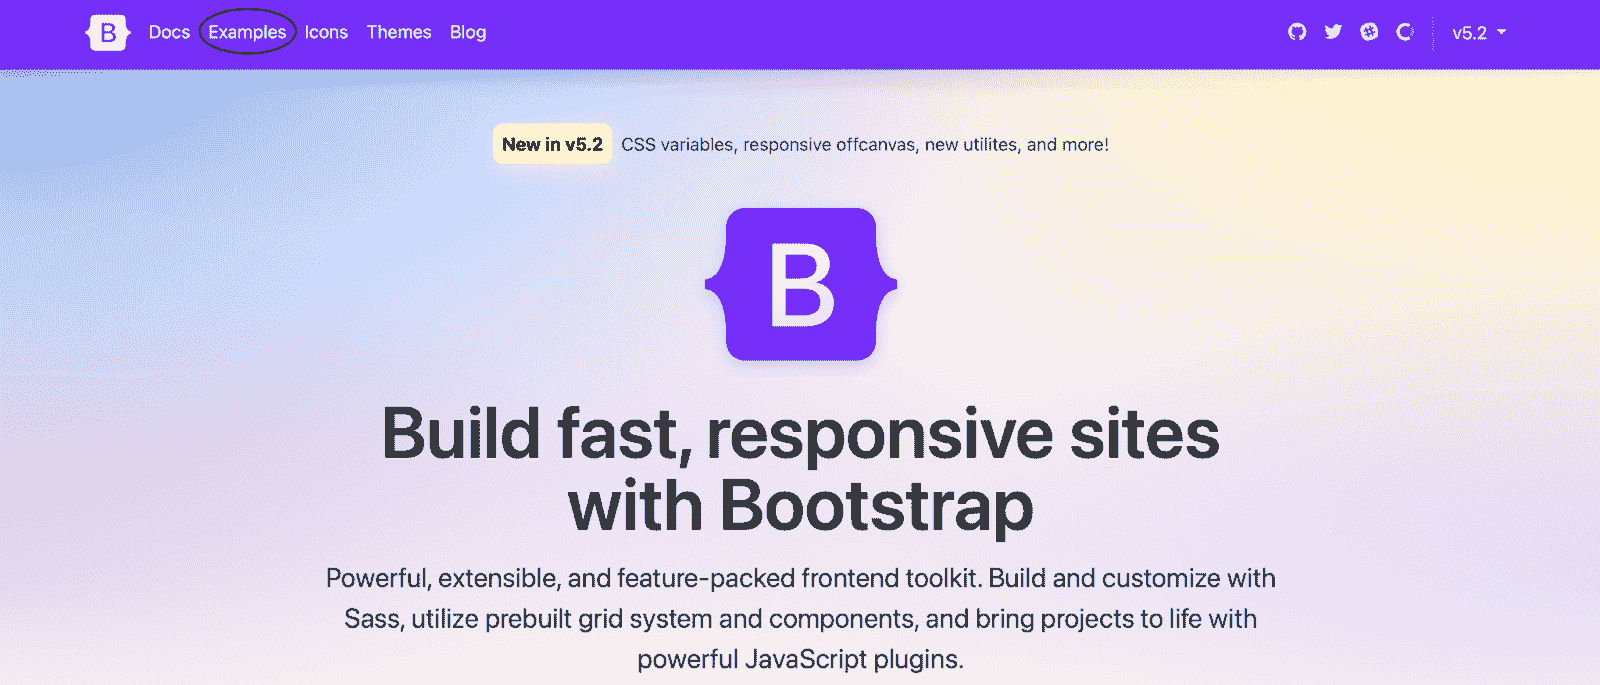 B Docs Examples Icons Themes Blog v5.2
New in v5.2 CSS variables, responsive offcanvas, new utilites, and more!
B
Build fast, responsive sites
with Bootstrap
Powerful, extensible, and feature-packed frontend toolkit. Build and customize with
Sass, utilize prebuilt grid system and components, and bring projects to life with
powerful JavaScript plugins.